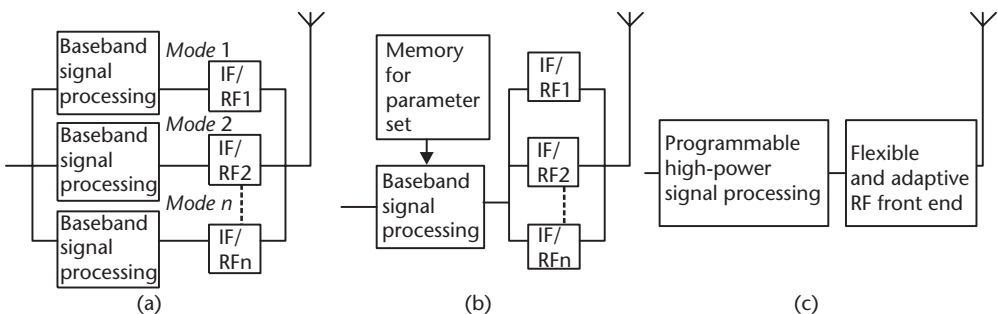 Baseband
signal
processing
Mode 1
IF/
RF1
Baseband
signal
processing
Mode 2
IF/
RF2
Baseband
signal
processing
Mode n
IF/
RFn
(a)
Memory
for
parameter
set
Baseband
signal
processing
IF/
RF1
IF/
RF2
IF/
RFn
(b)
Programmable
high-power
signal processing
Flexible
and adaptive
RF front end
(c)